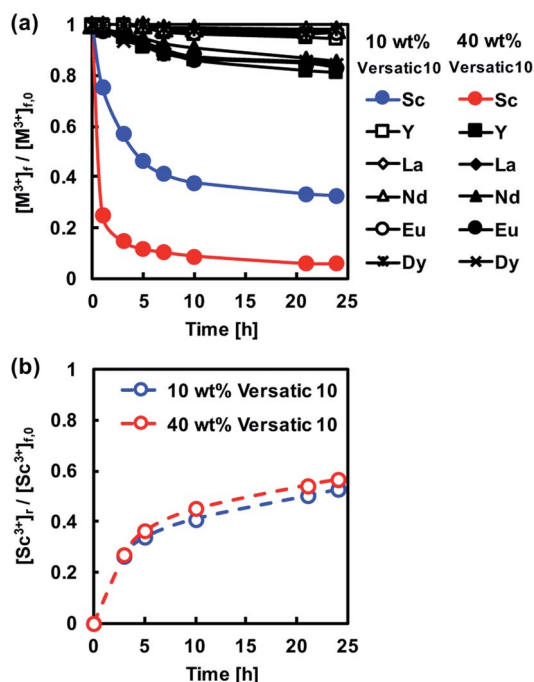 (a)
[M³⁺]f / [M³⁺]f,0
1
0.8
0.6
0.4
0.2
0
0 5 10 15 20 25
Time [h]
10 wt% 40 wt%
Versatic10 Versatic10
Sc Sc
Y Y
La La
Nd Nd
Eu Eu
Dy Dy
(b)
[Sc³⁺]r / [Sc³⁺]f,0
1
0.8
0.6
0.4
0.2
0
10 wt% Versatic 10
40 wt% Versatic 10
0 5 10 15 20 25
Time [h]